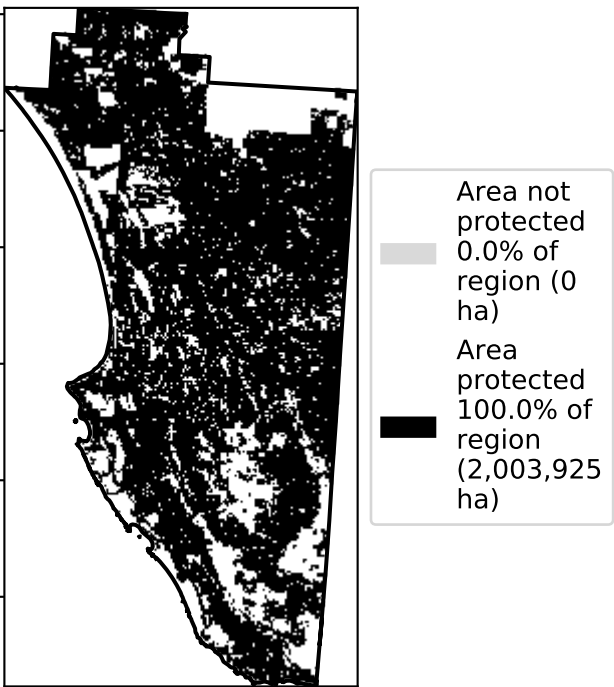 Area not
protected
0.0% of
region (0
ha)
Area
protected
100.0% of
region
(2,003,925
ha)